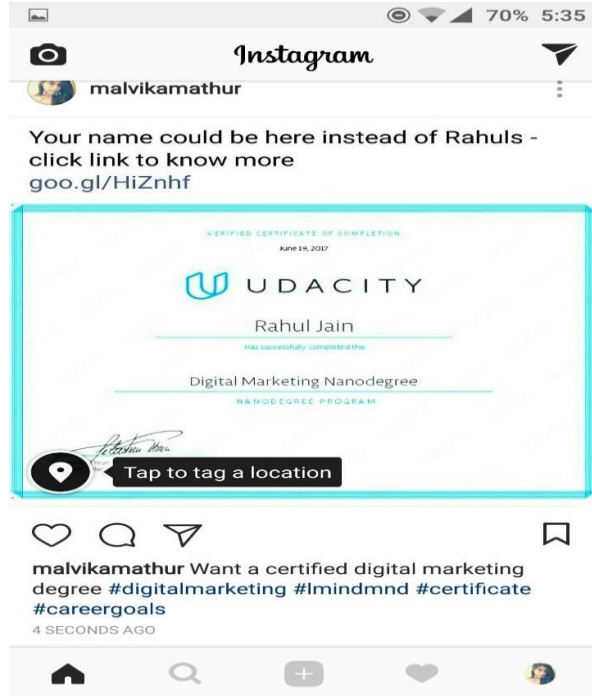 70% 5:35
Instagram
malvikamathur
Your name could be here instead of Rahuls -
click link to know more
goo.gl/HiZnhf
VERIFIED CERTIFICATE OF COMPLETION
June 19, 2017
UDACITY
Rahul Jain
Has successfully completed the
Digital Marketing Nanodegree
NANODEGREE PROGRAM
Tap to tag a location
malvikamathur Want a certified digital marketing
degree #digitalmarketing #lmindmnd #certificate
#careergoals
4 SECONDS AGO